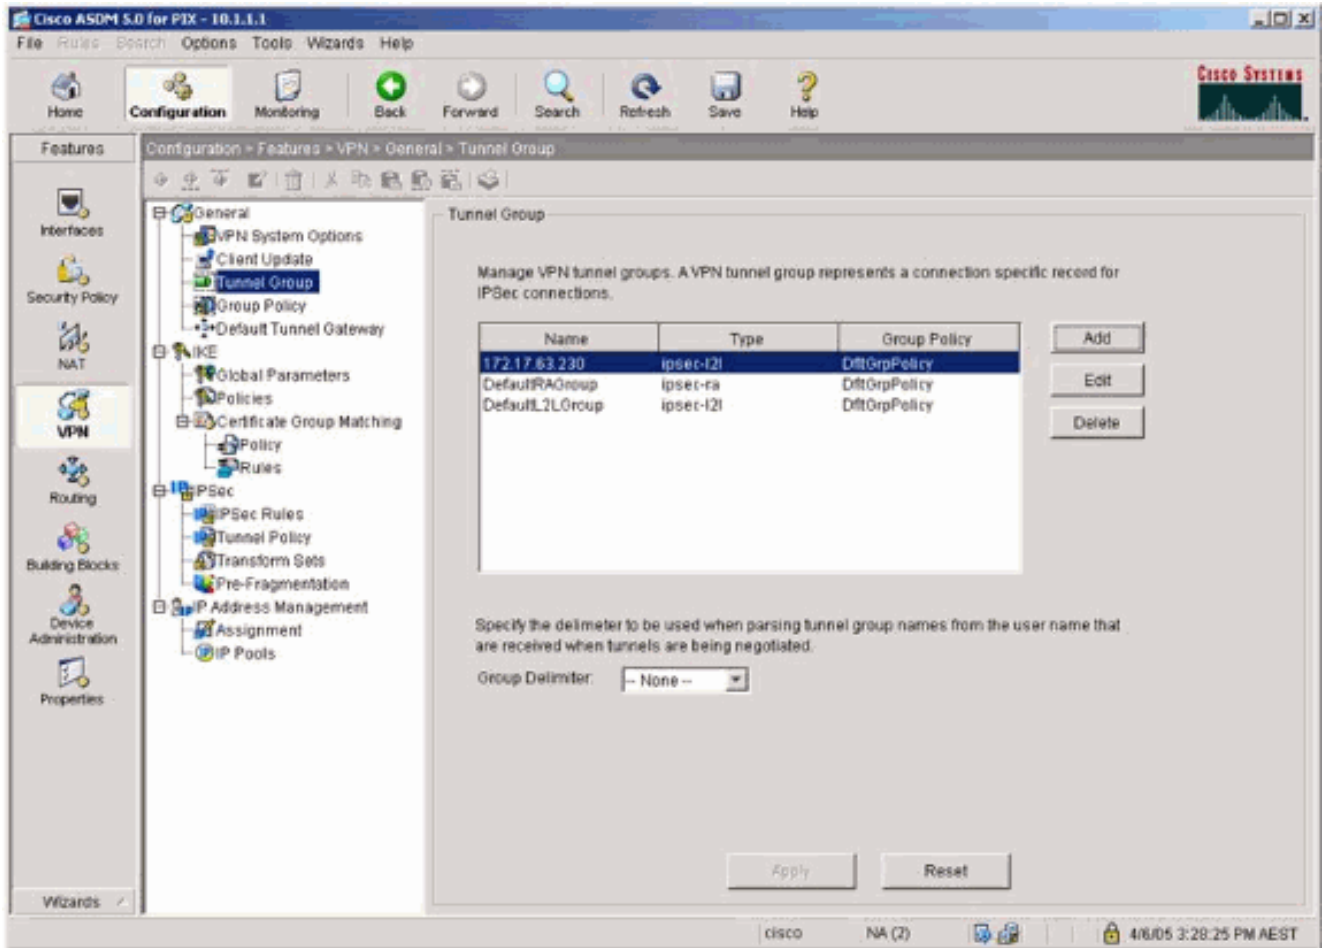 Cisco ASDM 5.0 for PIX - 10.1.1.1
File Rules Search Options Tools Wizards Help
Home Configuration Monitoring Back Forward Search Refresh Save Help
CISCO SYSTEMS
Features
Configuration > Features > VPN > General > Tunnel Group
Interfaces
Security Policy
NAT
VPN
Routing
Building Blocks
Device
Administration
Properties
Wizards
General
VPN System Options
Client Update
Tunnel Group
Group Policy
Default Tunnel Gateway
IKE
Global Parameters
Policies
Certificate Group Matching
Policy
Rules
IPSec
IPSec Rules
Tunnel Policy
Transform Sets
Pre-Fragmentation
IP Address Management
Assignment
IP Pools
Tunnel Group
Manage VPN tunnel groups. A VPN tunnel group represents a connection specific record for
IPSec connections.
Name Type Group Policy
172.17.63.230 ipsec-l2l DfltGrpPolicy
DefaultRAGroup ipsec-ra DfltGrpPolicy
DefaultL2LGroup ipsec-l2l DfltGrpPolicy
Add
Edit
Delete
Specify the delimeter to be used when parsing tunnel group names from the user name that
are received when tunnels are being negotiated.
Group Delimiter: -- None --
Apply Reset
cisco NA (2) 4/6/05 3:28:25 PM AEST